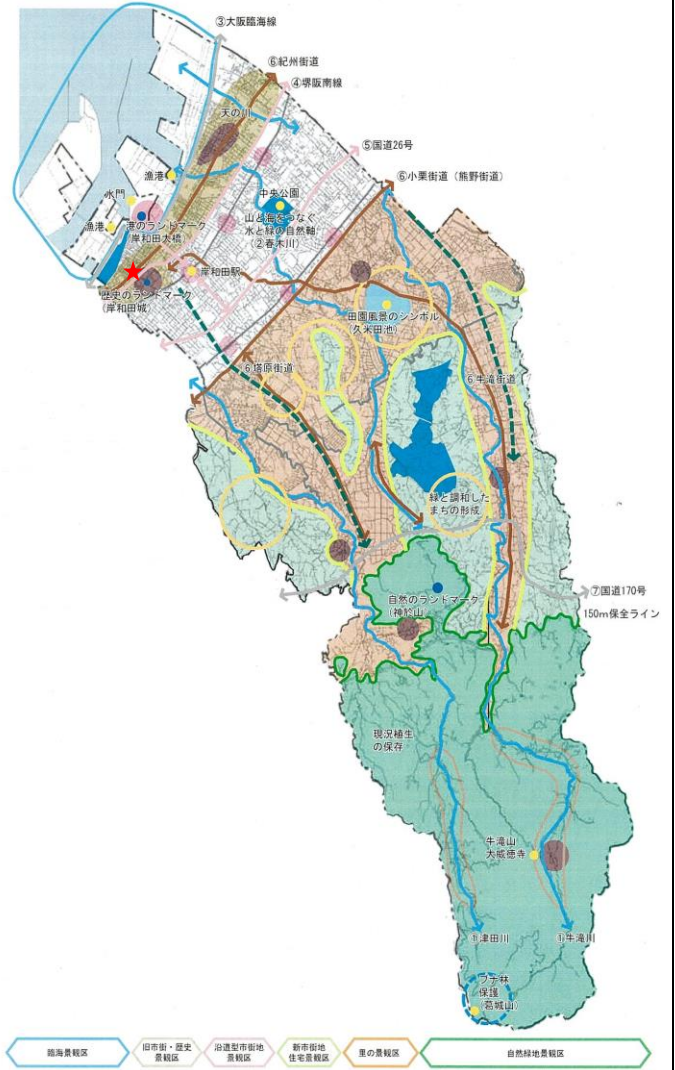 ③大阪臨海線
⑥紀州街道
④堺阪南線
天の川
⑤国道26号
漁港
⑥小栗街道（熊野街道）
水門
中央公園
山と海をつなぐ
水と緑の自然軸
（②春木川）
漁港
港のランドマーク
（岸和田大橋）
岸和田駅
歴史のランドマーク
（岸和田城）
田園風景のシンボル
（久米田池）
6 塔原街道
6 牛滝街道
緑と調和した
まちの形成
⑦国道170号
自然のランドマーク
（神於山）
150m保全ライン
現況植生
の保存
牛滝山
大威徳寺
①津田川
①牛滝川
ブナ林
保護
（葛城山）
臨海景観区
旧市街・歴史
景観区
沿道型市街地
景観区
新市街地
住宅景観区
里の景観区
自然緑地景観区